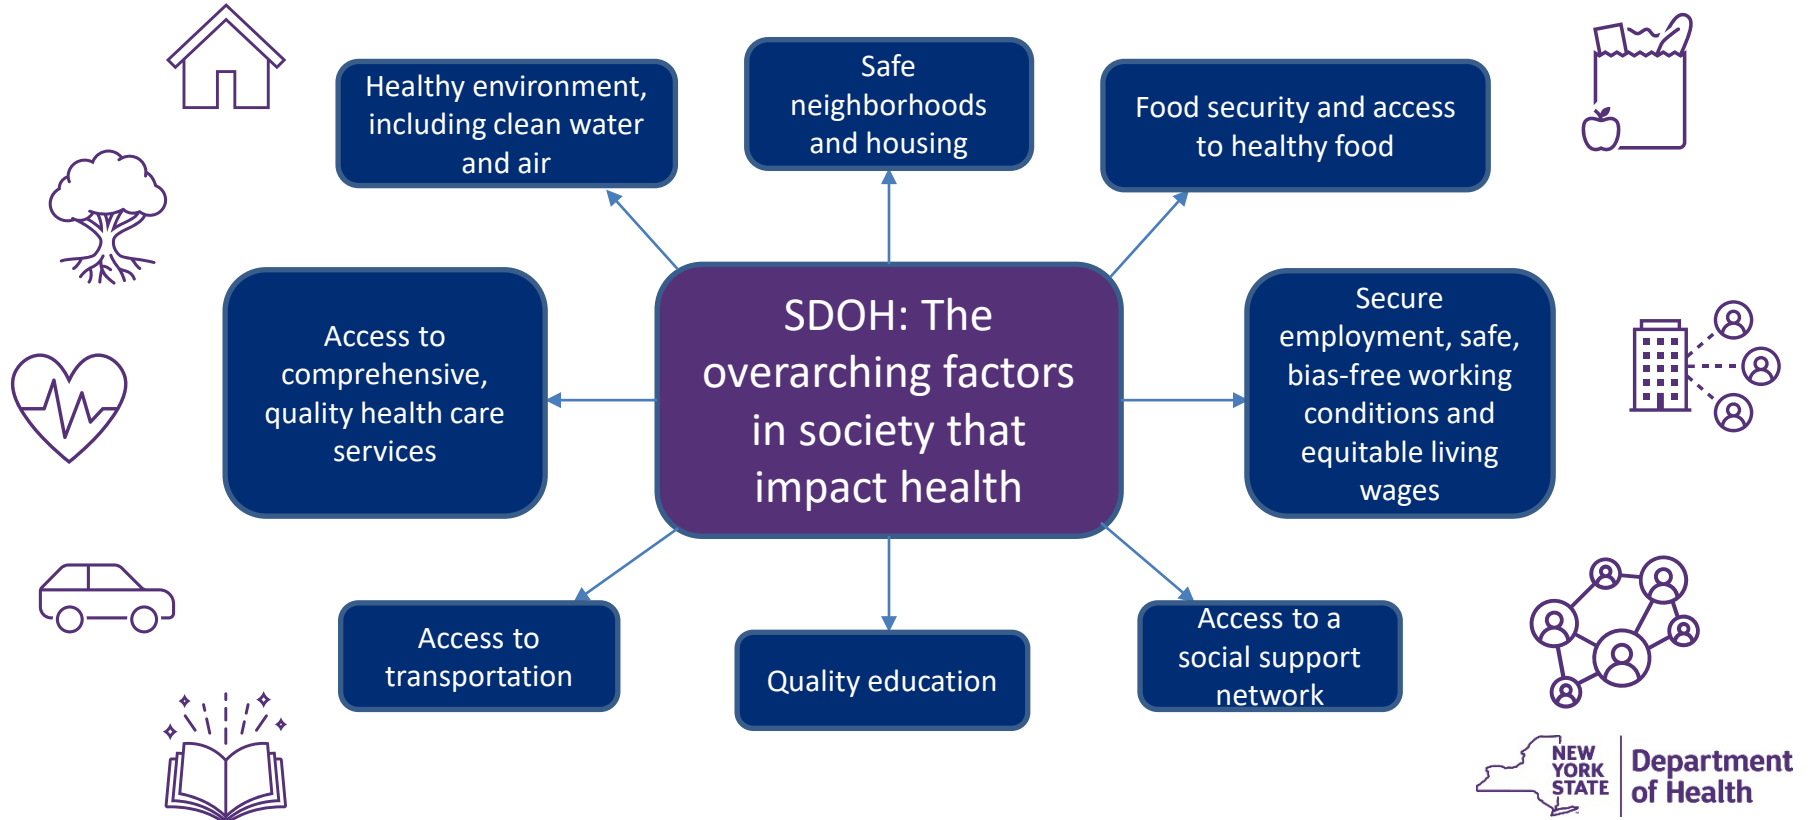 Healthy environment,
including clean water
and air
Safe
neighborhoods
and housing
Food security and access
to healthy food
Access to
comprehensive,
quality health care
services
SDOH: The
overarching factors
in society that
impact health
Secure
employment, safe,
bias-free working
conditions and
equitable living
wages
Access to
transportation
Quality education
Access to a
social support
network
NEW
YORK
STATE
Department
of Health